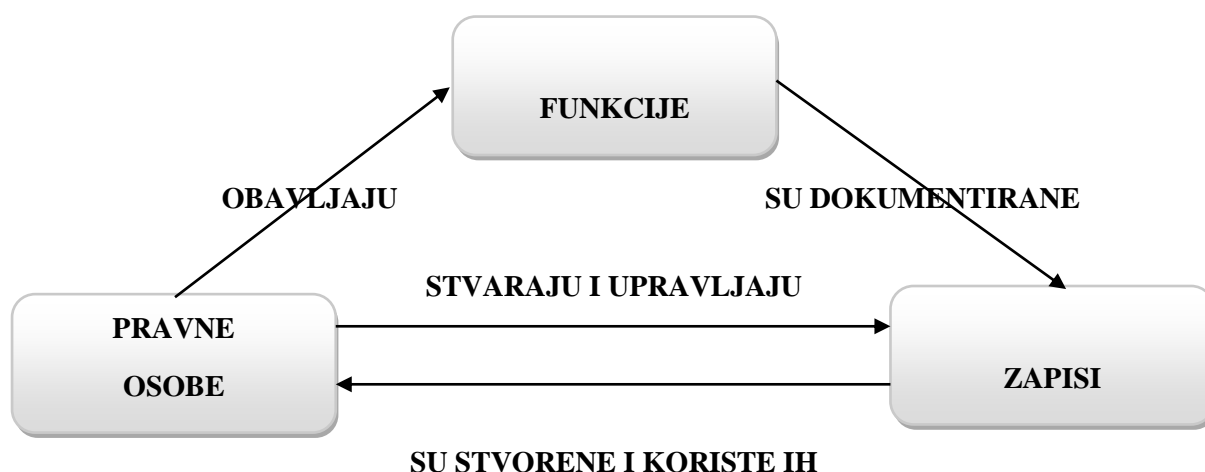 FUNKCIJE
OBAVLJAJU
SU DOKUMENTIRANE
STVARAJU I UPRAVLJAJU
PRAVNE
OSOBE
ZAPISI
SU STVORENE I KORISTE IH